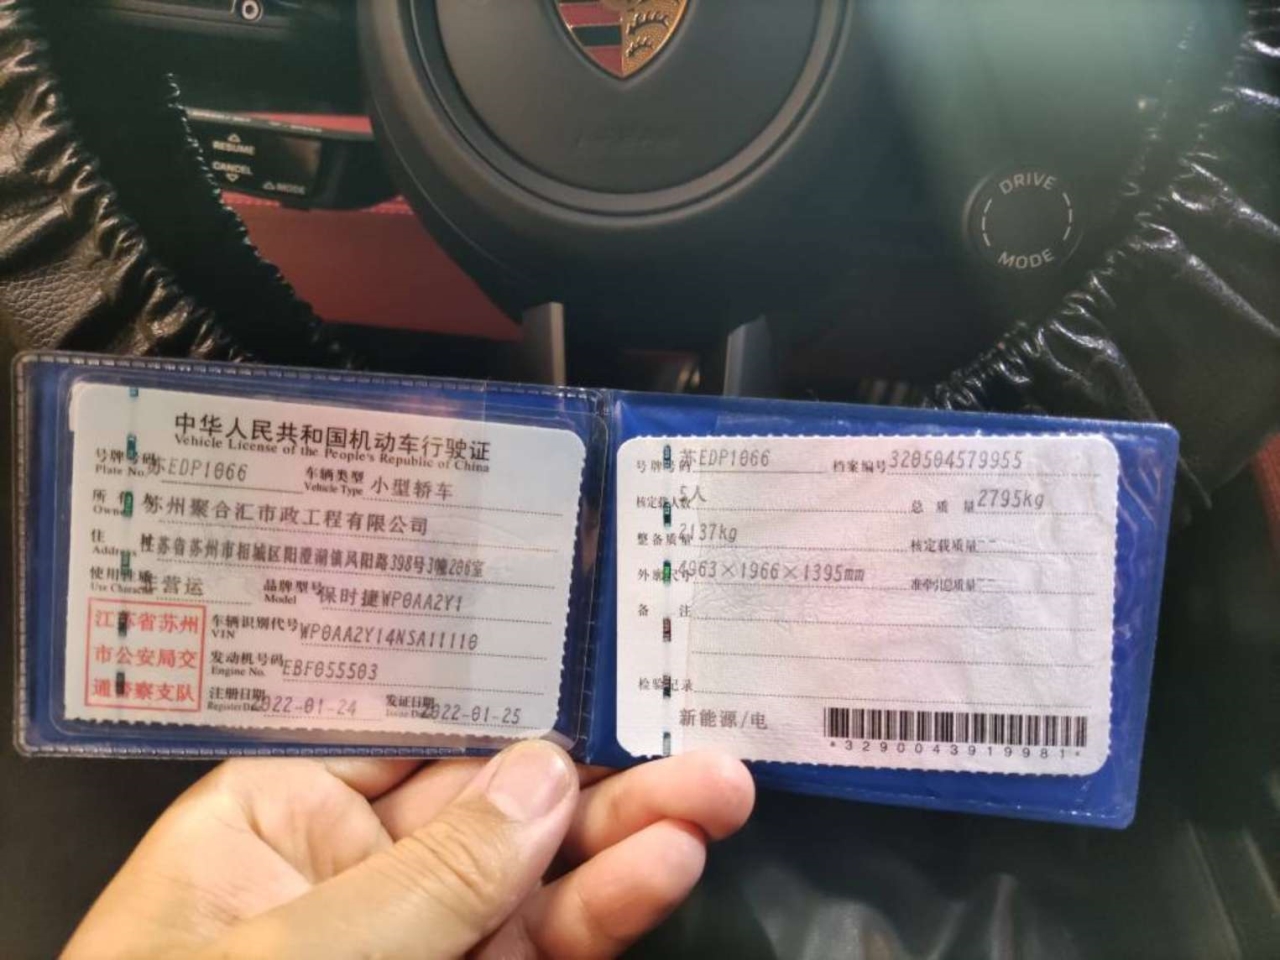 RESUME
CANCEL
MODE
DRIVE
MODE
中华人民共和国机动车行驶证
Vehicle License of the People's Republic of China
号牌号码 苏EDP1066 车辆类型 小型轿车
Plate No. Vehicle Type
所有 苏州聚合汇市政工程有限公司
Owner
住 江苏省苏州市相城区阳澄湖镇凤阳路398号3幢206室
Address
使用性质 非营运 品牌型号 保时捷WP0AA2Y1
Use Character Model
江苏省苏州
市公安局交
通警察支队
车辆识别代号 WP0AA2Y14NSA11110
VIN
发动机号码 EBF055503
Engine No.
注册日期 2022-01-24 发证日期 2022-01-25
Register Date Issue Date
号牌号码 苏EDP1066 档案编号 320504579955
核定载人数 5人 总质量 2795kg
整备质量 2137kg 核定载质量 --
外廓尺寸 4963×1966×1395mm 准牵引总质量 --
备注
检验记录
新能源/电
*3290043919981*